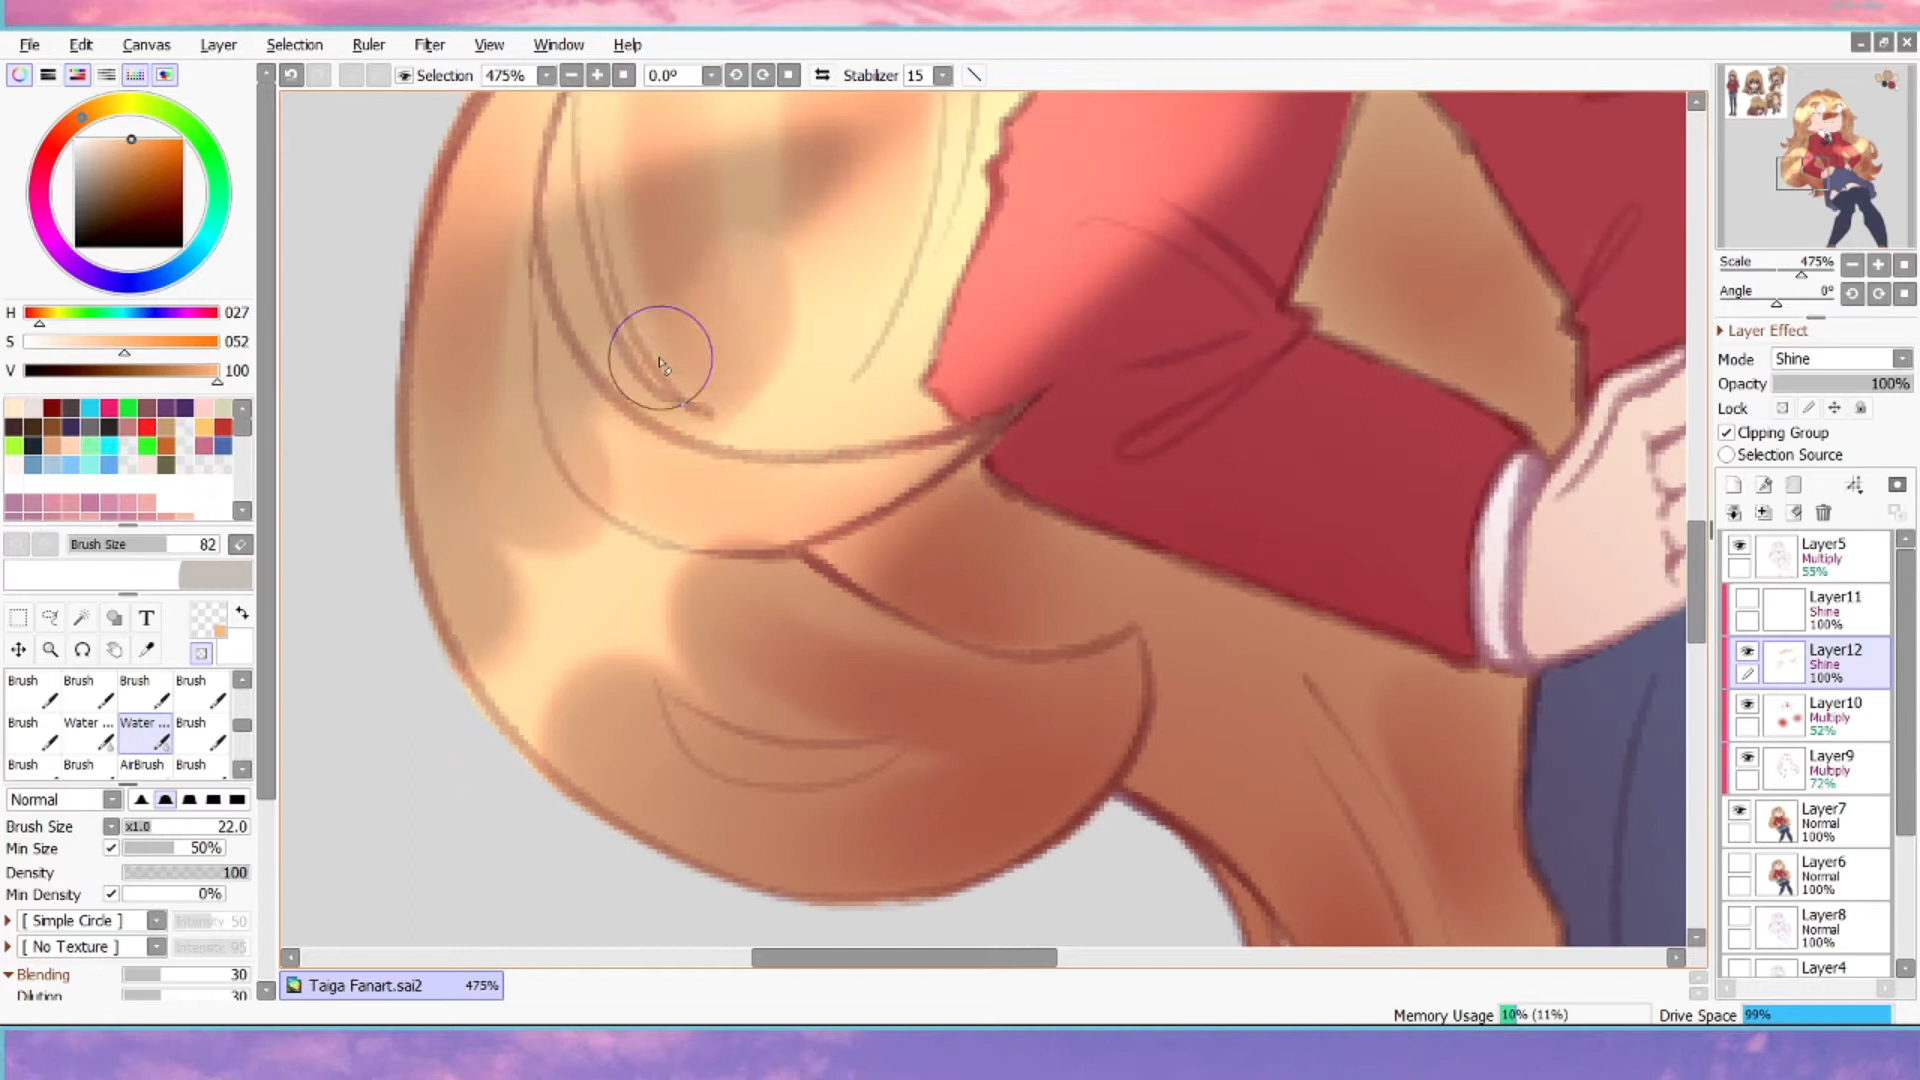 File Edit Canvas Layer Selection Ruler Filter View Window Help
Selection 475% 0.0º Stabilizer 15
H 027
S 052
V 100
Brush Size 82
T
Brush Brush Brush Brush
Brush Water ... Water ... Brush
Brush Brush AirBrush Brush
Normal
Brush Size x1.0 22.0
Min Size 50%
Density 100
Min Density 0%
[ Simple Circle ] Intensity 50
[ No Texture ] Intensity 95
Blending 30
Dilution 30
Taiga Fanart.sai2 475%
Scale 475%
Angle 0º
Layer Effect
Mode Shine
Opacity 100%
Lock
Clipping Group
Selection Source
Layer5
Multiply
55%
Layer11
Shine
100%
Layer12
Shine
100%
Layer10
Multiply
52%
Layer9
Multiply
72%
Layer7
Normal
100%
Layer6
Normal
100%
Layer8
Normal
100%
Layer4
Memory Usage 10% (11%) Drive Space 99%